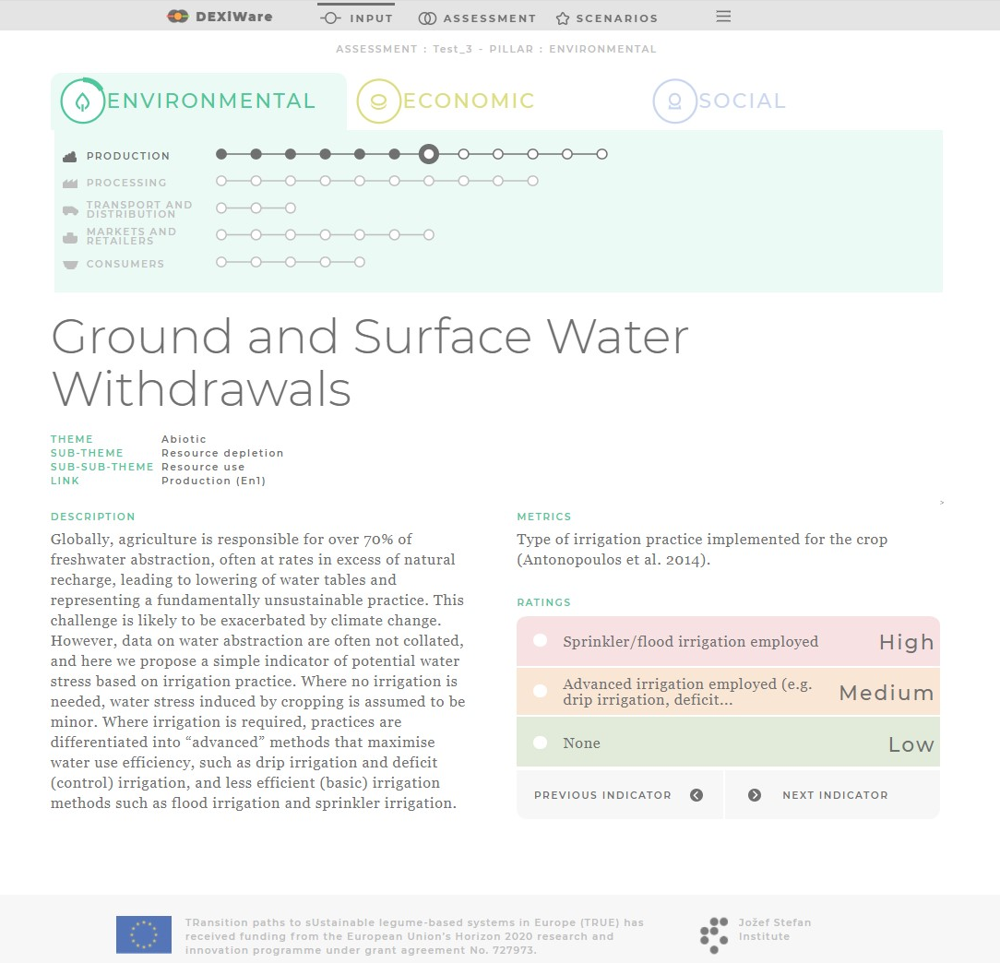 DEXiWare
INPUT
ASSESSMENT
SCENARIOS
ASSESSMENT : Test_3 - PILLAR : ENVIRONMENTAL
ENVIRONMENTAL
ECONOMIC
SOCIAL
PRODUCTION
PROCESSING
TRANSPORT AND
DISTRIBUTION
MARKETS AND
RETAILERS
CONSUMERS
Ground and Surface Water
Withdrawals
THEME Abiotic
SUB-THEME Resource depletion
SUB-SUB-THEME Resource use
LINK Production (En1)
>
DESCRIPTION
Globally, agriculture is responsible for over 70% of
freshwater abstraction, often at rates in excess of natural
recharge, leading to lowering of water tables and
representing a fundamentally unsustainable practice. This
challenge is likely to be exacerbated by climate change.
However, data on water abstraction are often not collated,
and here we propose a simple indicator of potential water
stress based on irrigation practice. Where no irrigation is
needed, water stress induced by cropping is assumed to be
minor. Where irrigation is required, practices are
differentiated into “advanced” methods that maximise
water use efficiency, such as drip irrigation and deficit
(control) irrigation, and less efficient (basic) irrigation
methods such as flood irrigation and sprinkler irrigation.
METRICS
Type of irrigation practice implemented for the crop
(Antonopoulos et al. 2014).
RATINGS
Sprinkler/flood irrigation employed High
Advanced irrigation employed (e.g.
drip irrigation, deficit... Medium
None Low
PREVIOUS INDICATOR
NEXT INDICATOR
TRansition paths to sUstainable legume-based systems in Europe (TRUE) has
received funding from the European Union's Horizon 2020 research and
innovation programme under grant agreement No. 727973.
Jožef Stefan
Institute